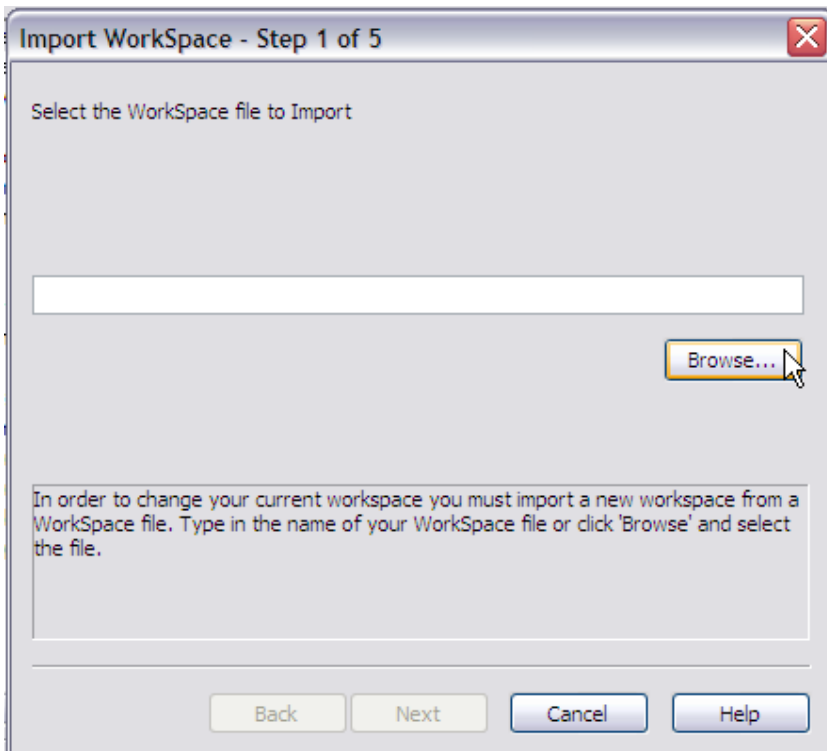 Import WorkSpace - Step 1 of 5
Select the WorkSpace file to Import
Browse...
In order to change your current workspace you must import a new workspace from a
WorkSpace file. Type in the name of your WorkSpace file or click 'Browse' and select
the file.
Back Next Cancel Help